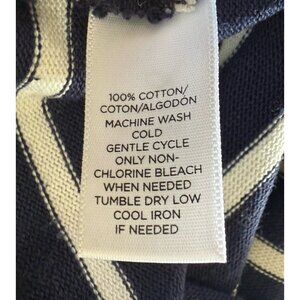 100% COTTON/
COTON/ALGODÓN
MACHINE WASH
COLD
GENTLE CYCLE
ONLY NON-
CHLORINE BLEACH
WHEN NEEDED
TUMBLE DRY LOW
COOL IRON
IF NEEDED